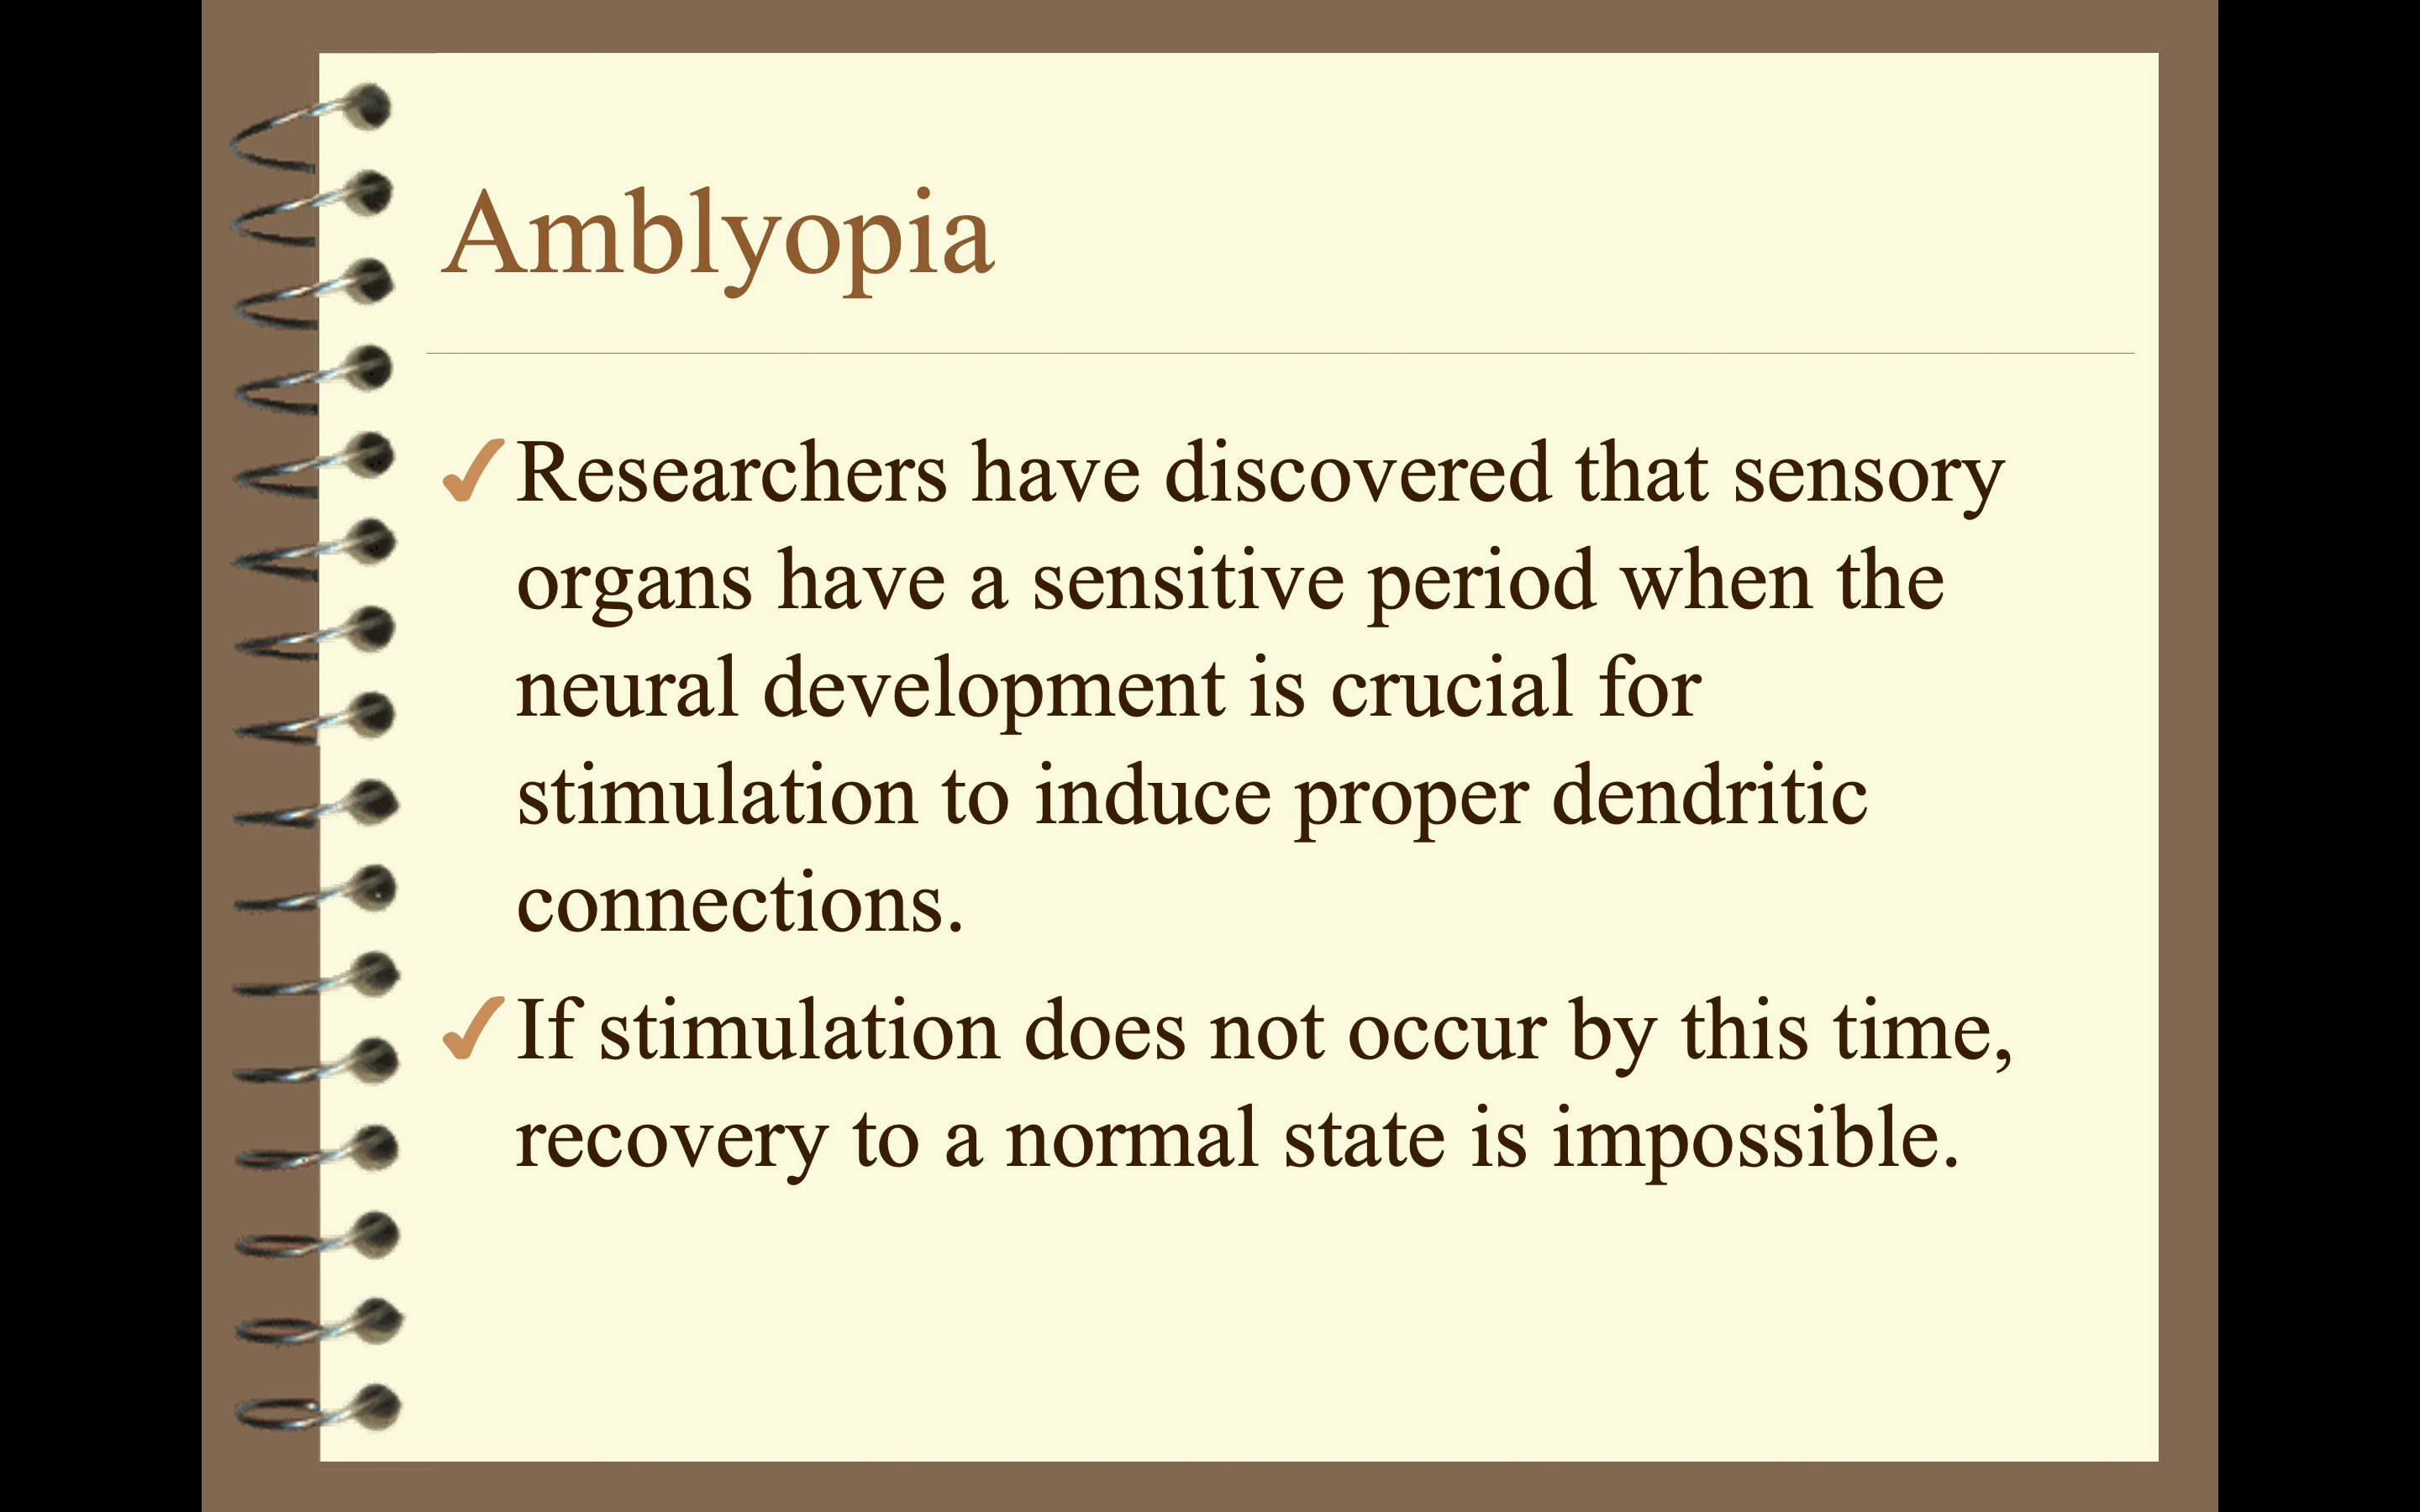 Amblyopia
✓Researchers have discovered that sensory
organs have a sensitive period when the
neural development is crucial for
stimulation to induce proper dendritic
connections.
✓If stimulation does not occur by this time,
recovery to a normal state is impossible.